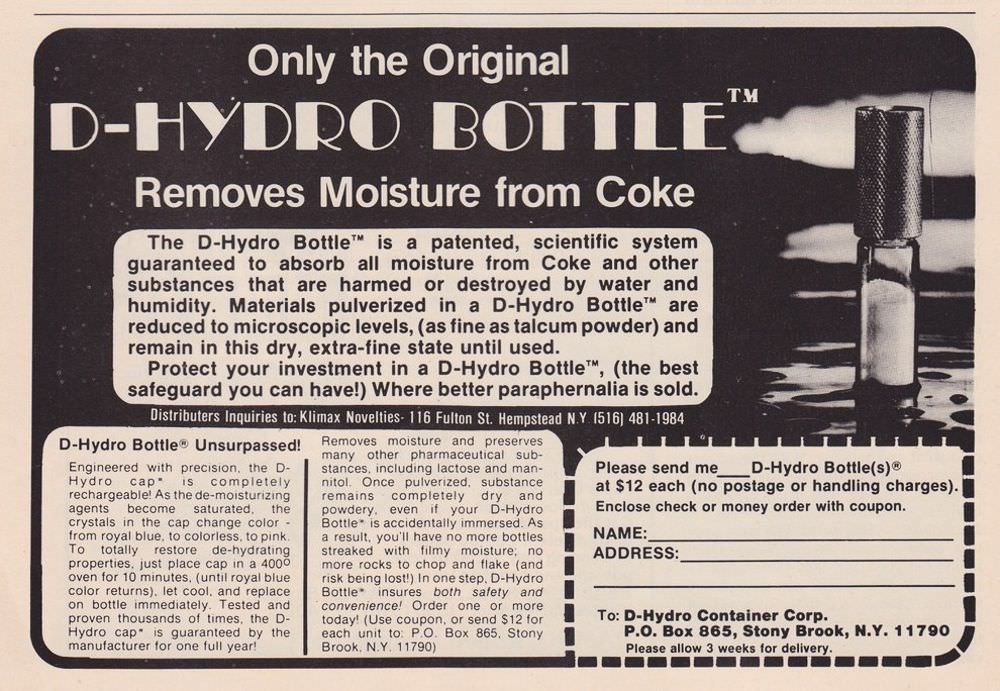 Only the Original
D-HYDRO BOTTLE™
Removes Moisture from Coke
The D-Hydro Bottle™ is a patented, scientific system
guaranteed to absorb all moisture from Coke and other
substances that are harmed or destroyed by water and
humidity. Materials pulverized in a D-Hydro Bottle™ are
reduced to microscopic levels, (as fine as talcum powder) and
remain in this dry, extra-fine state until used.
Protect your investment in a D-Hydro Bottle™, (the best
safeguard you can have!) Where better paraphernalia is sold.
Distributers Inquiries to: Klimax Novelties- 116 Fulton St. Hempstead N.Y. (516) 481-1984
D-Hydro Bottle® Unsurpassed!
Engineered with precision, the D-
Hydro cap* is completely
rechargeable! As the de-moisturizing
agents become saturated, the
crystals in the cap change color -
from royal blue, to colorless, to pink.
To totally restore de-hydrating
properties, just place cap in a 400°
oven for 10 minutes, (until royal blue
color returns), let cool, and replace
on bottle immediately. Tested and
proven thousands of times, the D-
Hydro cap* is guaranteed by the
manufacturer for one full year!
Removes moisture and preserves
many other pharmaceutical sub-
stances, including lactose and man-
nitol. Once pulverized, substance
remains completely dry and
powdery, even if your D-Hydro
Bottle* is accidentally immersed. As
a result, you'll have no more bottles
streaked with filmy moisture; no
more rocks to chop and flake (and
risk being lost!) In one step, D-Hydro
Bottle* insures both safety and
convenience! Order one or more
today! (Use coupon, or send $12 for
each unit to: P.O. Box 865, Stony
Brook, N.Y. 11790)
Please send me___D-Hydro Bottle(s)®
at $12 each (no postage or handling charges).
Enclose check or money order with coupon.
NAME:
ADDRESS:
To: D-Hydro Container Corp.
P.O. Box 865, Stony Brook, N.Y. 11790
Please allow 3 weeks for delivery.